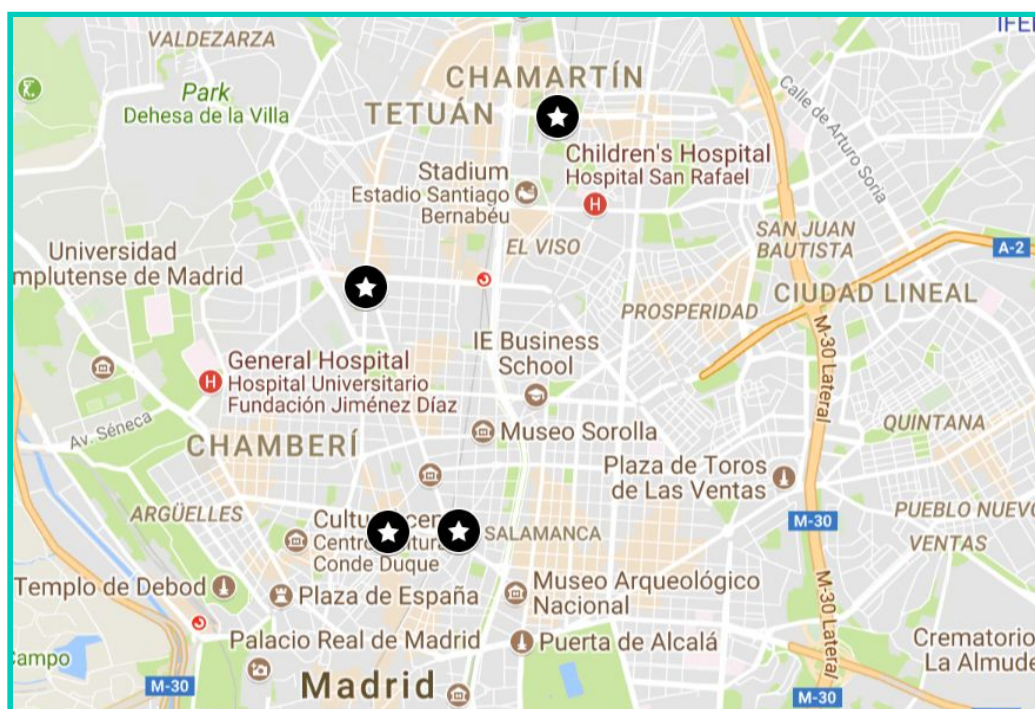 IFE
VALDEZARZA
CHAMARTÍN
Park
Dehesa de la Villa
TETUÁN
Calle de Arturo Soria
Children's Hospital
Hospital San Rafael
Stadium
Estadio Santiago
Bernabéu
SAN JUAN
BAUTISTA
EL VISO
A-2
Universidad
mplutense de Madrid
CIUDAD LINEAL
PROSPERIDAD
M-30 Lateral
IE Business
School
General Hospital
Hospital Universitario
Fundación Jiménez Díaz
Av. Séneca
CHAMBERÍ
Museo Sorolla
QUINTANA
Plaza de Toros
de Las Ventas
ARGÜELLES
PUEBLO NUEVO
VENTAS
M-30
Cultu cen
Centro ltura
Conde Duque
SALAMANCA
Templo de Debod
Plaza de España
Museo Arqueológico
Nacional
M-30 Lateral
Palacio Real de Madrid
Puerta de Alcalá
Crematorio
La Almude
Campo
M-30
Madrid
M-30